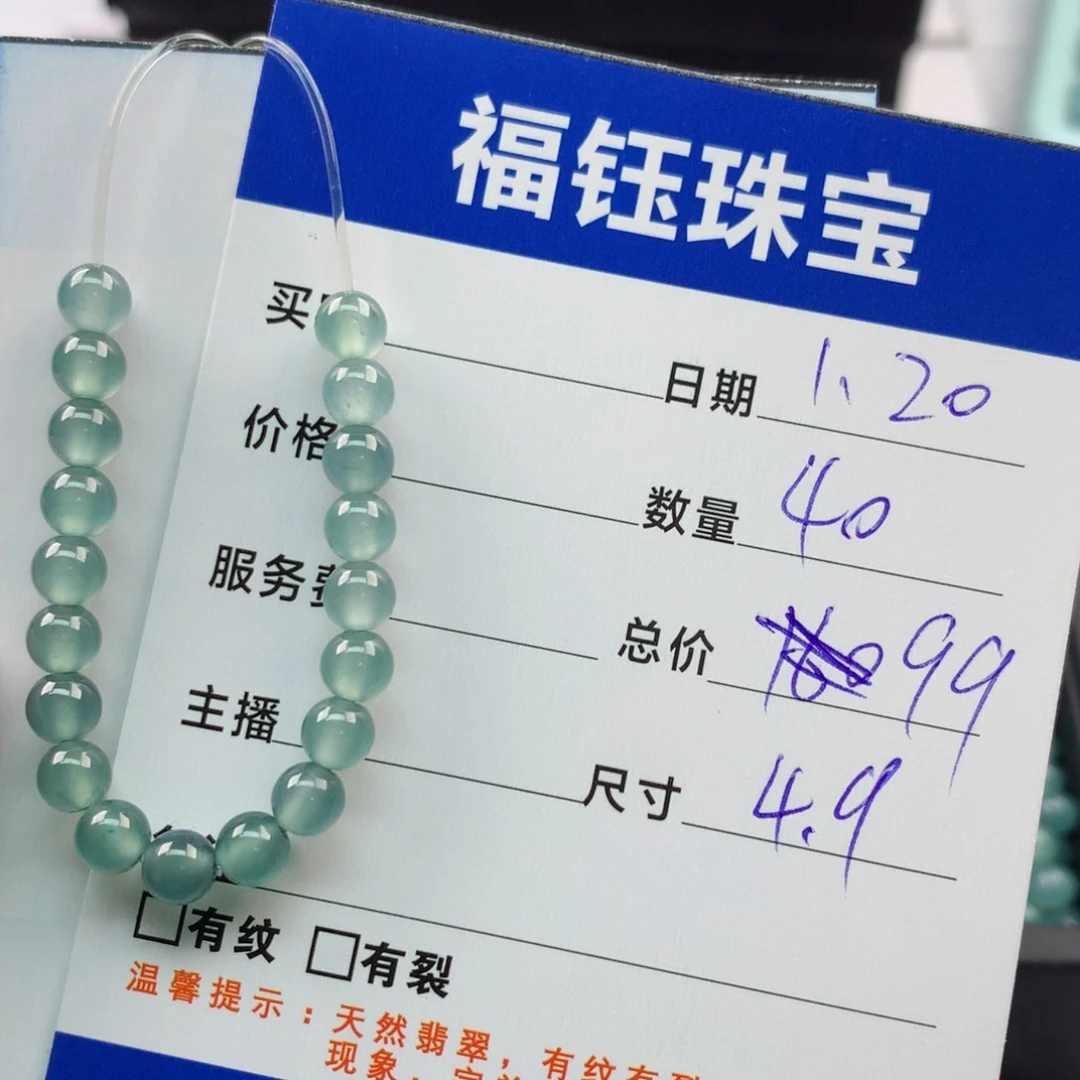 福钰珠宝
买
日期 1、20
价格
数量 40
服务费
总价 99
主播
尺寸 4.9
□有纹 □有裂
温馨提示：天然翡翠，有纹有裂
现象，